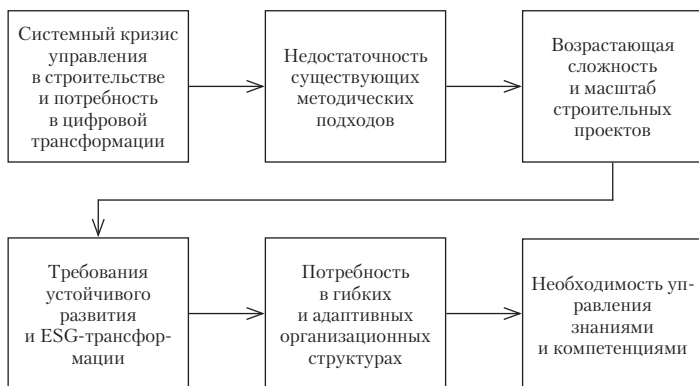 Системный кризис
управления
в строительстве
и потребность
в цифровой
трансформации
Недостаточность
существующих
методических
подходов
Возрастающая
сложность
и масштаб
строительных
проектов
Требования
устойчивого
развития
и ESG-трансфор-
мации
Потребность
в гибких
и адаптивных
организационных
структурах
Необходимость уп-
равления
знаниями
и компетенциями